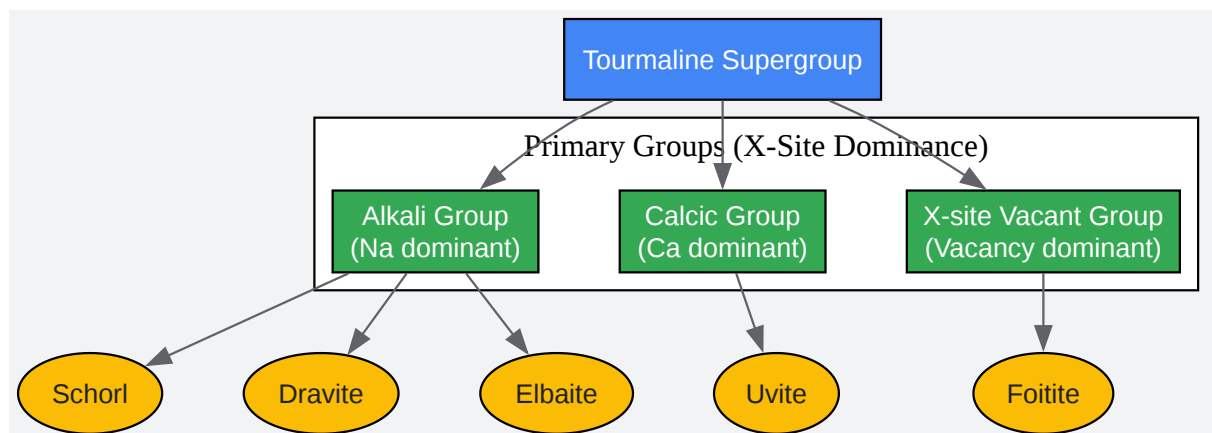 Tourmaline Supergroup
Primary Groups (X-Site Dominance)
Alkali Group
(Na dominant)
Calcic Group
(Ca dominant)
X-site Vacant Group
(Vacancy dominant)
Schorl
Dravite
Elbaite
Uvite
Foitite